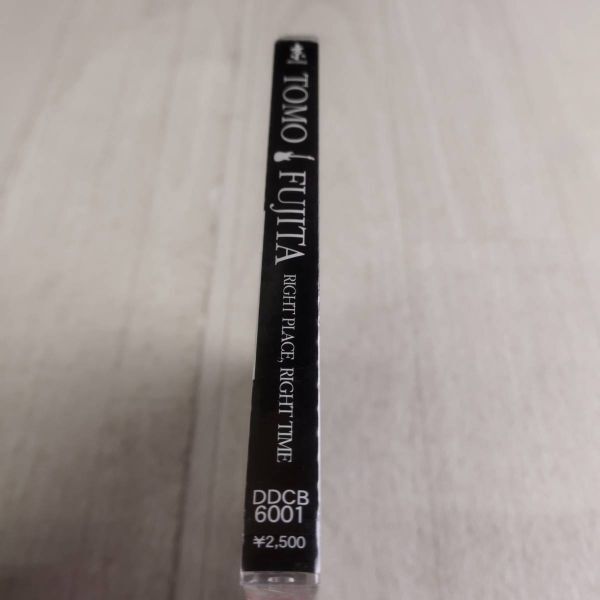 TOMO FUJITA
RIGHT PLACE, RIGHT TIME
DDCB
6001
¥2,500